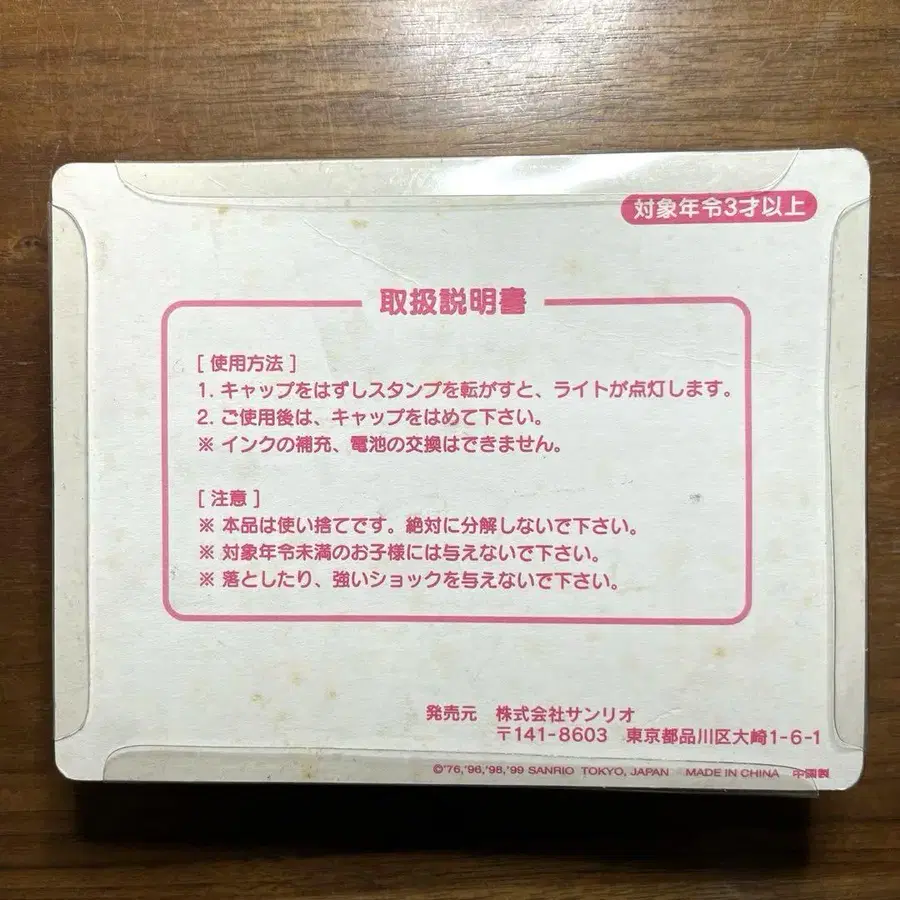 対象年令3才以上
取扱説明書
[ 使用方法 ]
1. キャップをはずしスタンプを転がすと、ライトが点灯します。
2. ご使用後は、キャップをはめて下さい。
※ インクの補充、電池の交換はできません。
[ 注意 ]
※ 本品は使い捨てです。絶対に分解しないで下さい。
※ 対象年令未満のお子様には与えないで下さい。
※ 落としたり、強いショックを与えないで下さい。
発売元 株式会社サンリオ
〒141-8603 東京都品川区大崎1-6-1
©'76,'96,'98,'99 SANRIO TOKYO, JAPAN MADE IN CHINA 中国製